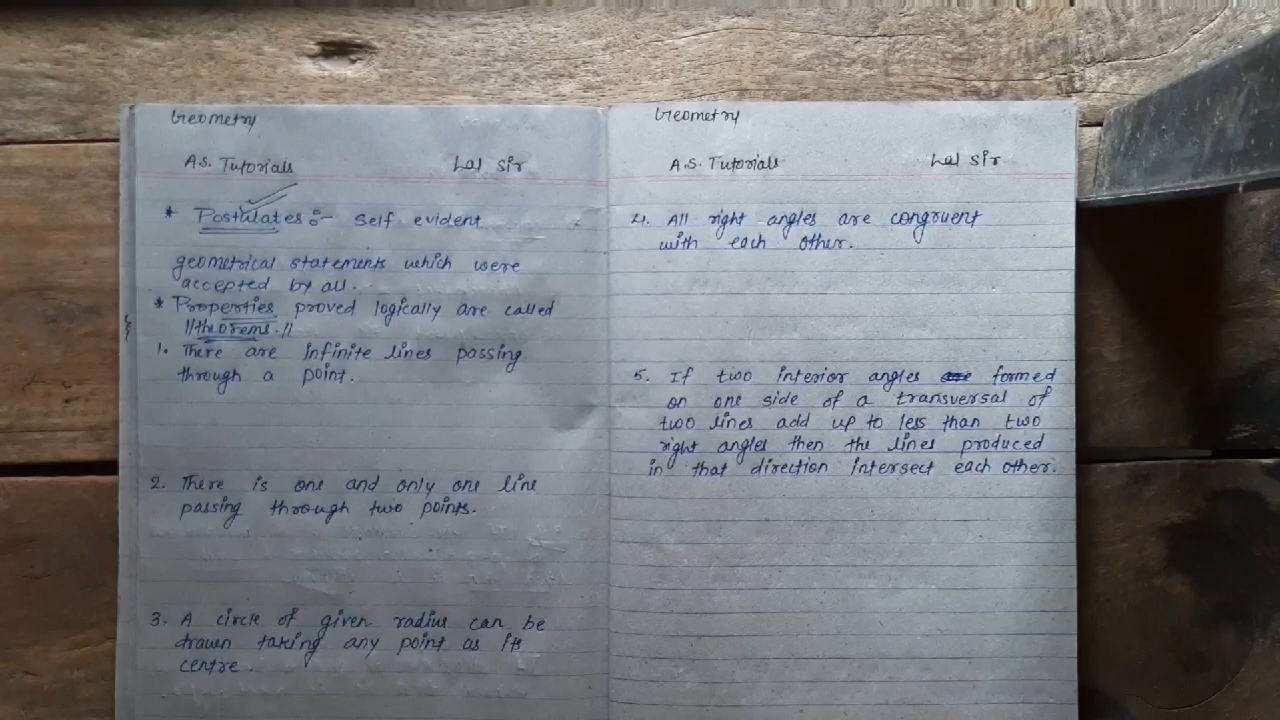 Geometry
A.S. Tutorials Lal Sir
* Postulates :- Self evident
geometrical statements which were
accepted by all.
* Properties proved logically are called
//theorems.//
1. There are infinite lines passing
through a point.
2. There is one and only one line
passing through two points.
3. A circle of given radius can be
drawn taking any point as its
centre.
Geometry
A.S. Tutorials Lal Sir
4. All right angles are congruent
with each other.
5. If two interior angles formed
on one side of a transversal of
two lines add up to less than two
right angles then the lines produced
in that direction intersect each other.